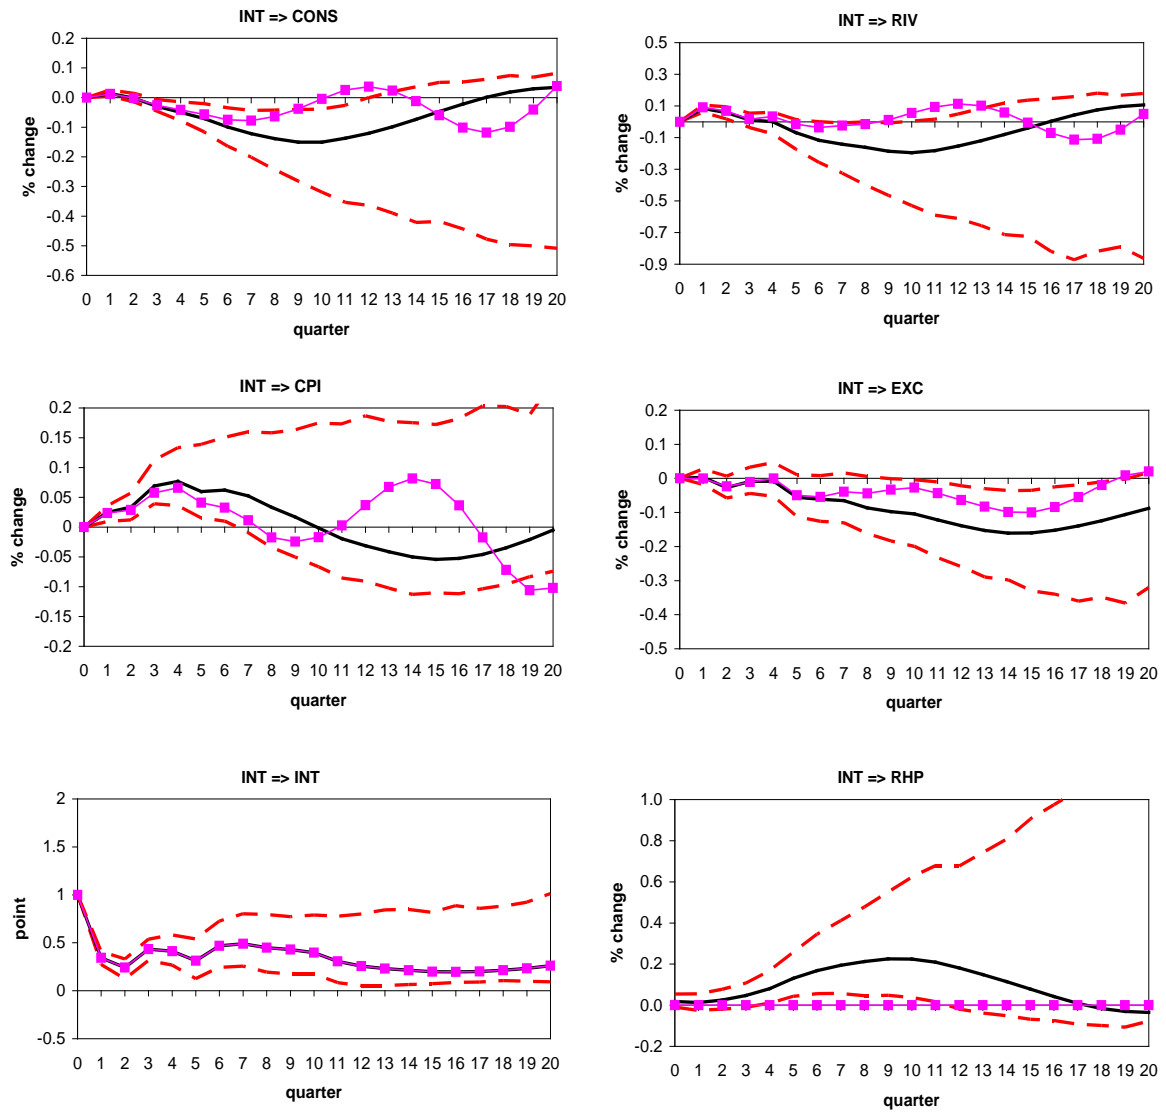 INT => CONS
0.2
0.1
0.0
-0.1
-0.2
-0.3
-0.4
-0.5
-0.6
% change
0 1 2 3 4 5 6 7 8 9 10 11 12 13 14 15 16 17 18 19 20
quarter
INT => RIV
0.5
0.3
0.1
-0.1
-0.3
-0.5
-0.7
-0.9
% change
0 1 2 3 4 5 6 7 8 9 10 11 12 13 14 15 16 17 18 19 20
quarter
INT => CPI
0.2
0.15
0.1
0.05
0
-0.05
-0.1
-0.15
-0.2
% change
0 1 2 3 4 5 6 7 8 9 10 11 12 13 14 15 16 17 18 19 20
quarter
INT => EXC
0.2
0.1
0
-0.1
-0.2
-0.3
-0.4
-0.5
% change
0 1 2 3 4 5 6 7 8 9 10 11 12 13 14 15 16 17 18 19 20
quarter
INT => INT
2
1.5
1
0.5
0
-0.5
point
0 1 2 3 4 5 6 7 8 9 10 11 12 13 14 15 16 17 18 19 20
quarter
INT => RHP
1.0
0.8
0.6
0.4
0.2
0.0
-0.2
% change
0 1 2 3 4 5 6 7 8 9 10 11 12 13 14 15 16 17 18 19 20
quarter